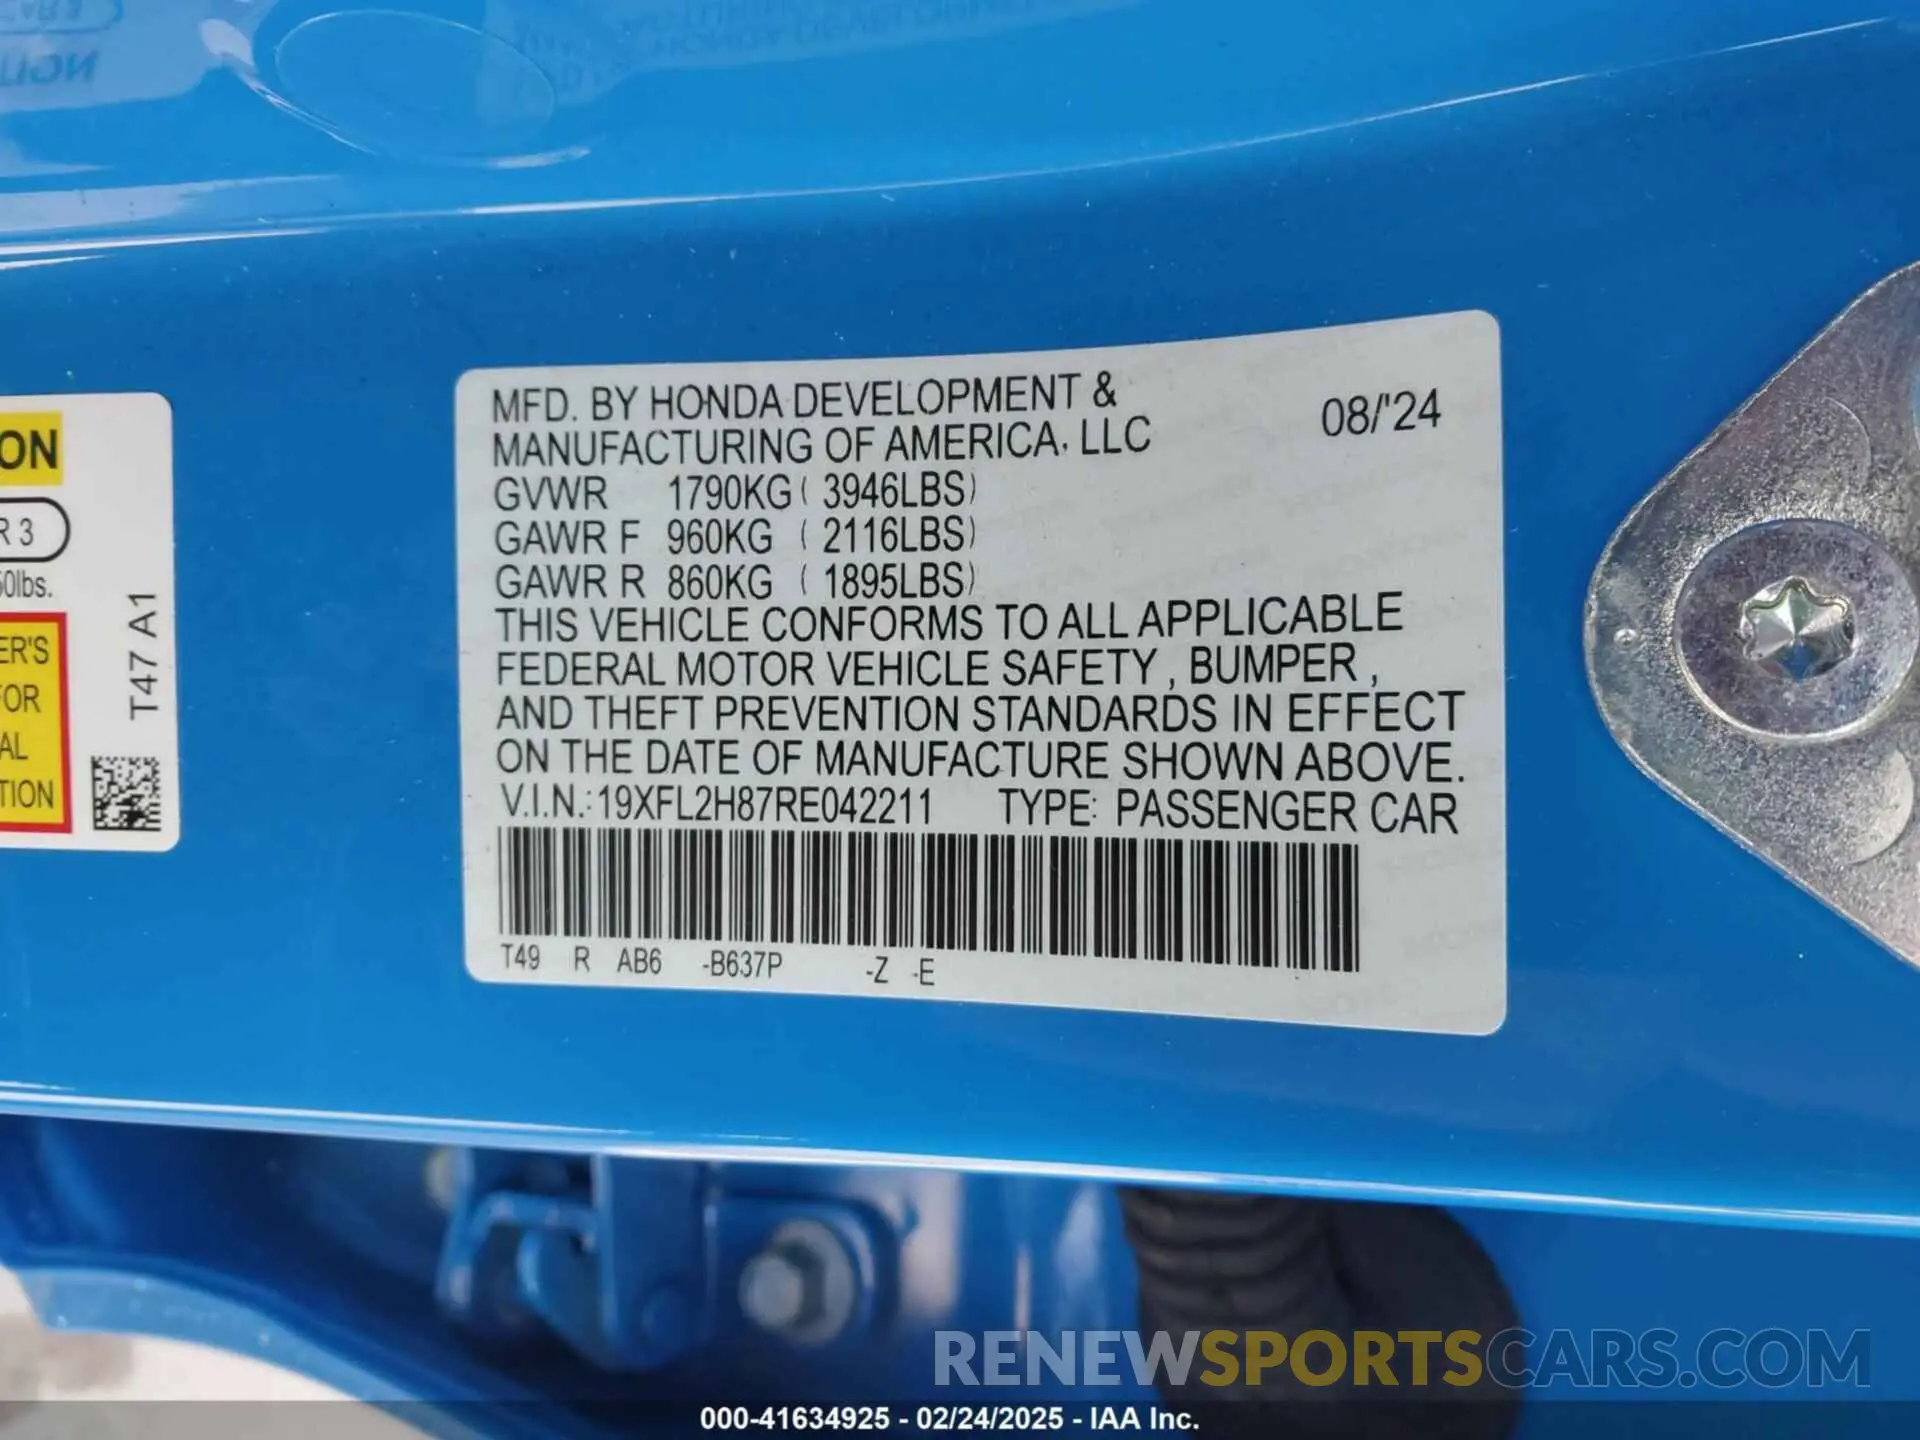 ON
R 3
50lbs.
ER'S
FOR
AL
TION
T47 A1
MFD. BY HONDA DEVELOPMENT & 08/'24
MANUFACTURING OF AMERICA, LLC
GVWR 1790KG ( 3946LBS)
GAWR F 960KG ( 2116LBS)
GAWR R 860KG ( 1895LBS)
THIS VEHICLE CONFORMS TO ALL APPLICABLE
FEDERAL MOTOR VEHICLE SAFETY , BUMPER ,
AND THEFT PREVENTION STANDARDS IN EFFECT
ON THE DATE OF MANUFACTURE SHOWN ABOVE.
V.I.N.: 19XFL2H87RE042211 TYPE: PASSENGER CAR
T49 R AB6 -B637P -Z -E
RENEWSPORTSCARS.COM
000-41634925 - 02/24/2025 - IAA Inc.